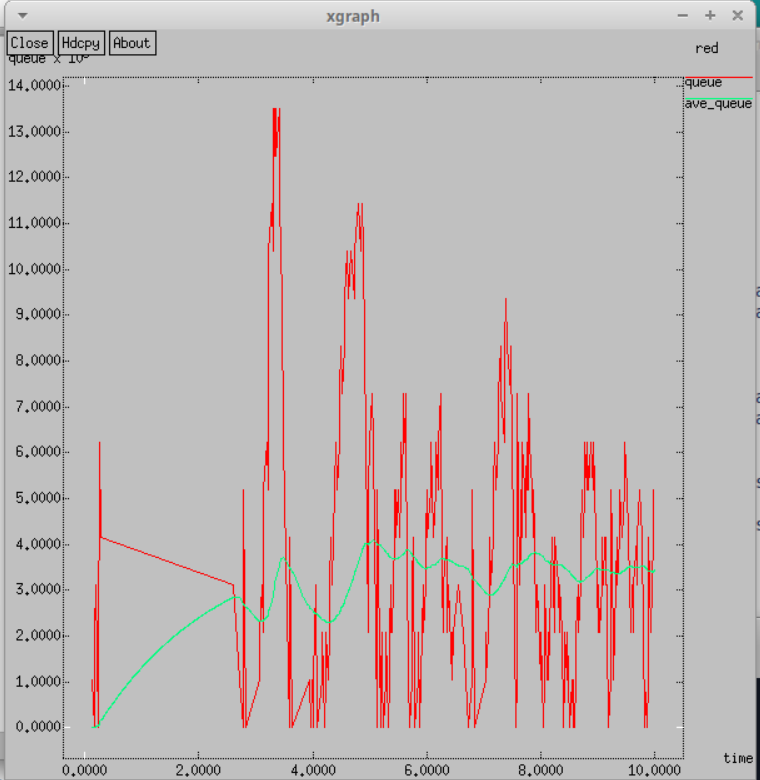 xgraph
Close Hdcpy About
red
queue x 10
queue
ave_queue
14.0000
13.0000
12.0000
11.0000
10.0000
9.0000
8.0000
7.0000
6.0000
5.0000
4.0000
3.0000
2.0000
1.0000
0.0000
time
0.0000 2.0000 4.0000 6.0000 8.0000 10.0000